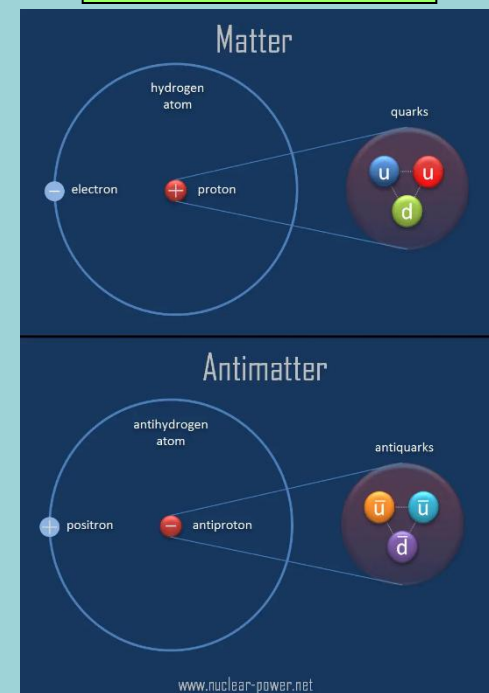 Matter
hydrogen
atom
quarks
− electron
+ proton
u u
d
Antimatter
antihydrogen
atom
antiquarks
+ positron
− antiproton
ū ū
d̄
www.nuclear-power.net